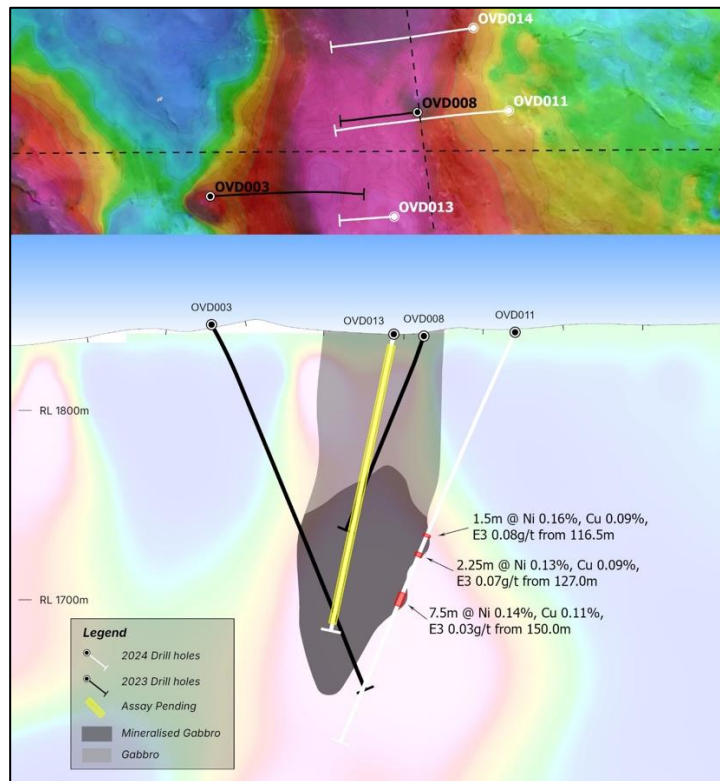 OVD014
OVD008
OVD011
OVD003
OVD013
OVD003
OVD013
OVD008
OVD011
RL 1800m
1.5m @ Ni 0.16%, Cu 0.09%,
E3 0.08g/t from 116.5m
2.25m @ Ni 0.13%, Cu 0.09%,
E3 0.07g/t from 127.0m
7.5m @ Ni 0.14%, Cu 0.11%,
E3 0.03g/t from 150.0m
RL 1700m
Legend
2024 Drill holes
2023 Drill holes
Assay Pending
Mineralised Gabbro
Gabbro